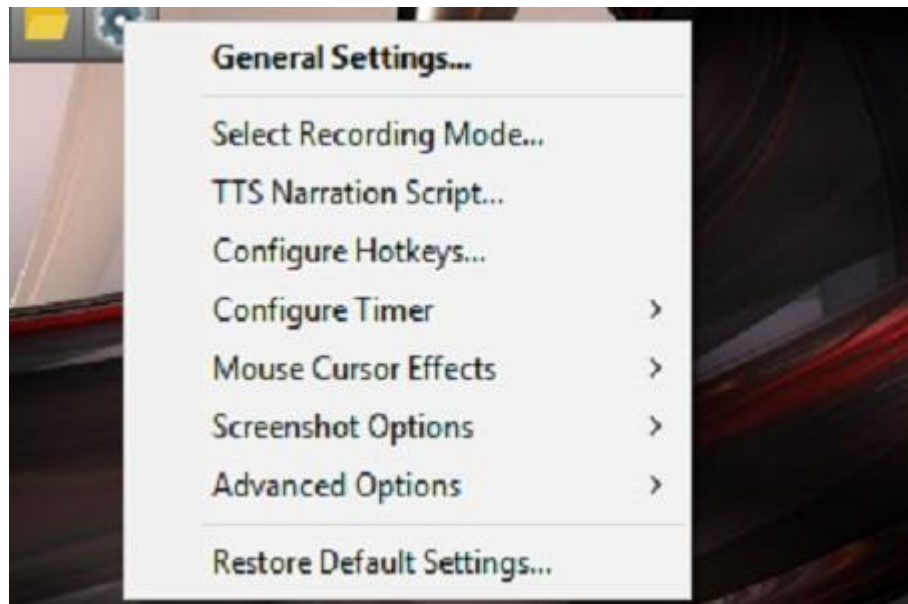 General Settings...
Select Recording Mode...
TTS Narration Script...
Configure Hotkeys...
Configure Timer
Mouse Cursor Effects
Screenshot Options
Advanced Options
Restore Default Settings...